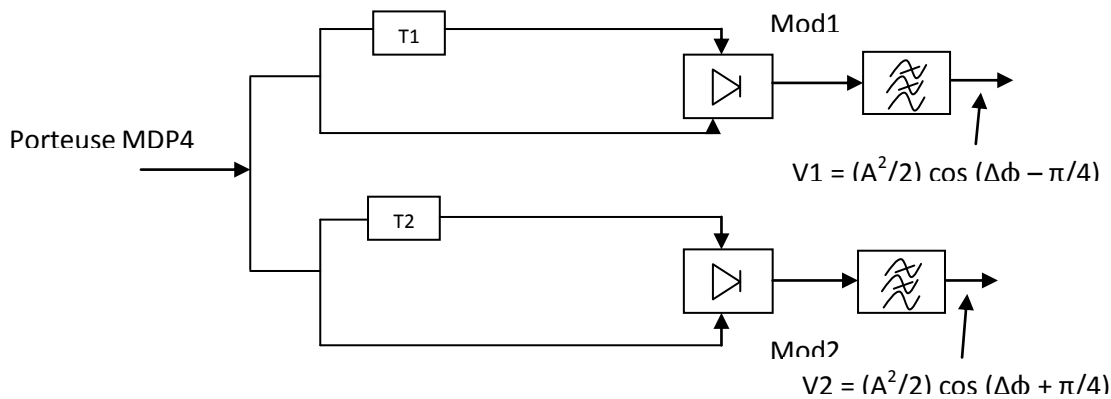 Mod1
T1
Porteuse MDP4
V1 = (A²/2) cos (Δφ – π/4)
T2
Mod2
V2 = (A²/2) cos (Δφ + π/4)